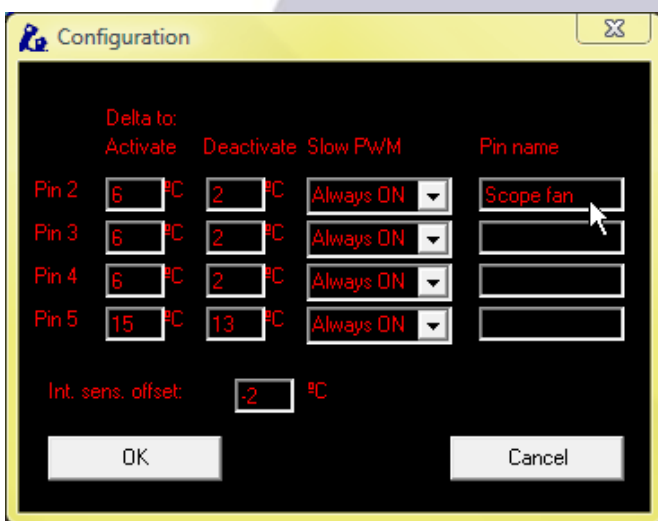 Configuration
Delta to:
Activate Deactivate Slow PWM Pin name
Pin 2 6 ºC 2 ºC Always ON Scope fan
Pin 3 6 ºC 2 ºC Always ON
Pin 4 6 ºC 2 ºC Always ON
Pin 5 15 ºC 13 ºC Always ON
Int. sens. offset: -2 ºC
OK Cancel